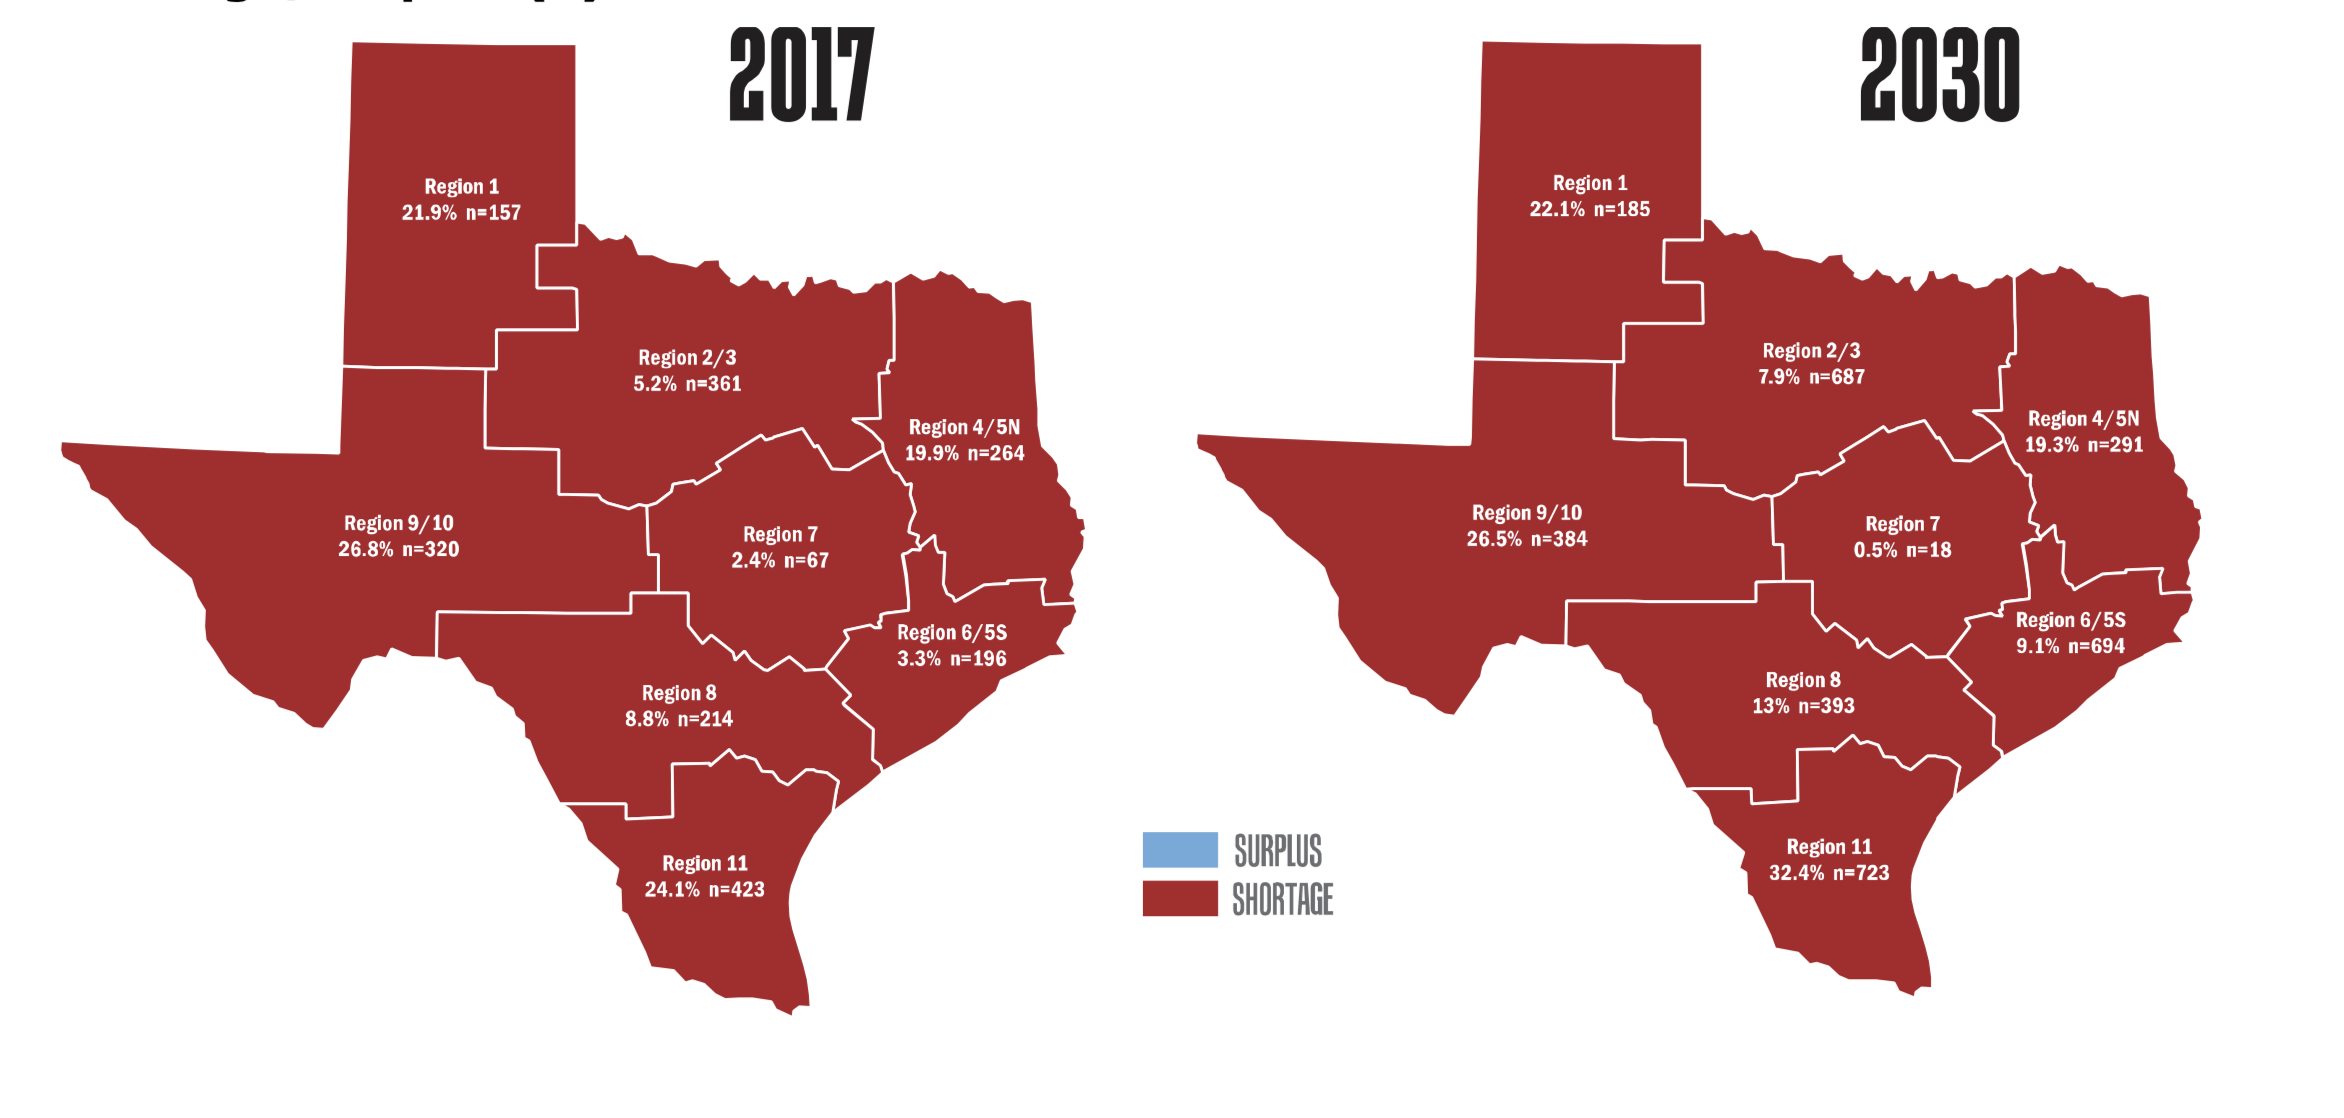 2017
Region 1
21.9% n=157
Region 2/3
5.2% n=361
Region 4/5N
19.9% n=264
Region 9/10
26.8% n=320
Region 7
2.4% n=67
Region 6/5S
3.3% n=196
Region 8
8.8% n=214
Region 11
24.1% n=423
2030
Region 1
22.1% n=185
Region 2/3
7.9% n=687
Region 4/5N
19.3% n=291
Region 9/10
26.5% n=384
Region 7
0.5% n=18
Region 6/5S
9.1% n=694
Region 8
13% n=393
Region 11
32.4% n=723
SURPLUS
SHORTAGE